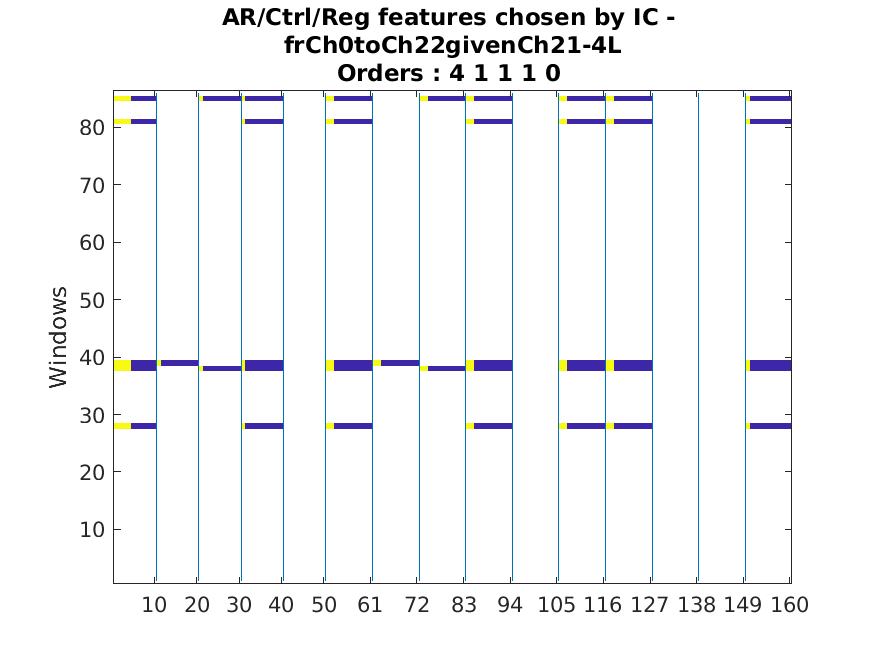 AR/Ctrl/Reg features chosen by IC -
frCh0toCh22givenCh21-4L
Orders : 4 1 1 1 0
80
70
60
50
40
30
20
10
Windows
10 20 30 40 50 61 72 83 94 105 116 127 138 149 160